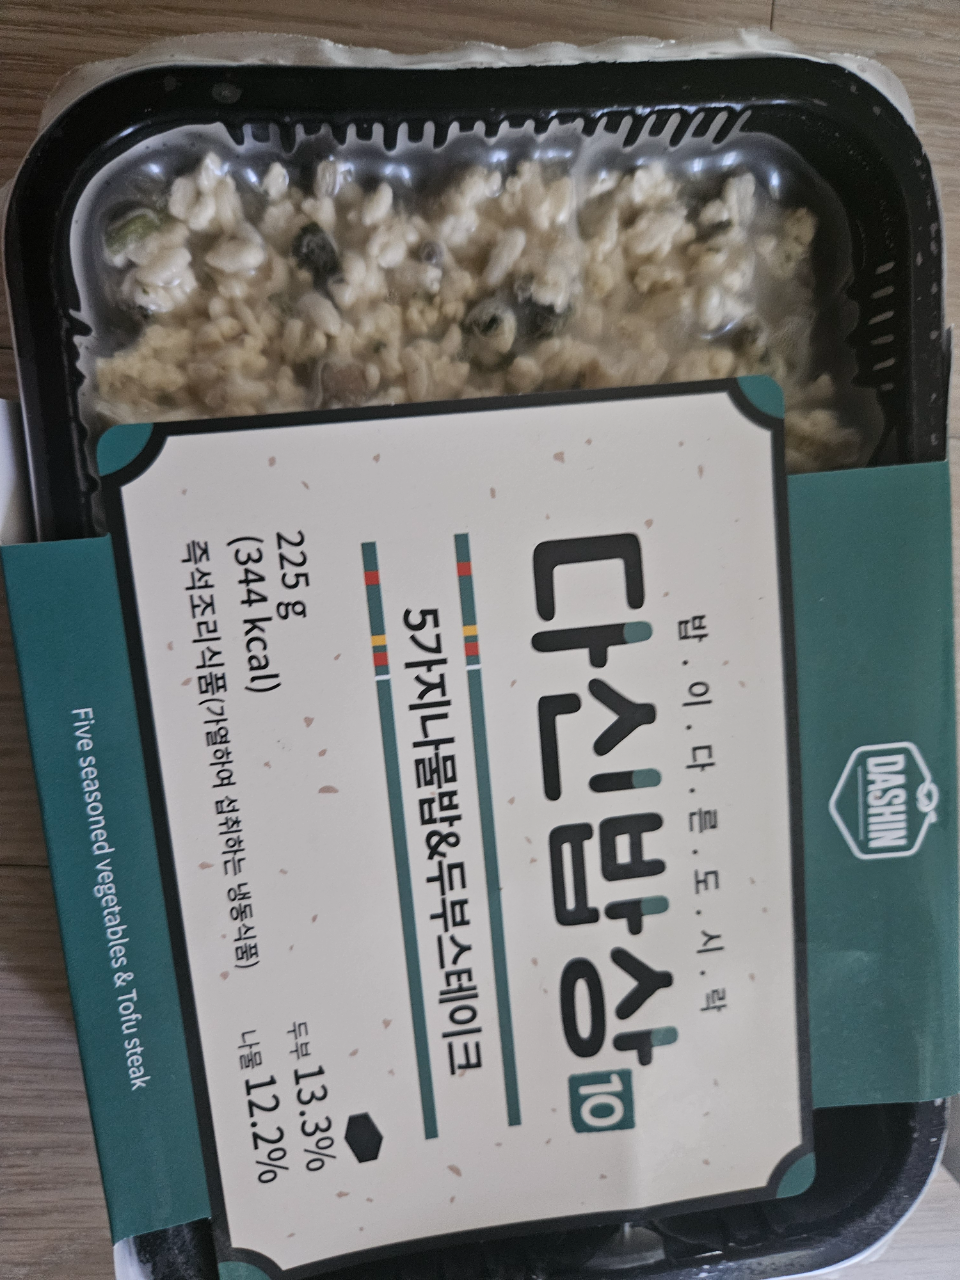 DASHIN
밥.이.다.른.도.시.락
다신밥상 10
5가지나물밥&두부스테이크
225 g
(344 kcal)
즉석조리식품(가열하여 섭취하는 냉동식품)
두부 13.3%
나물 12.2%
Five seasoned vegetables & Tofu steak